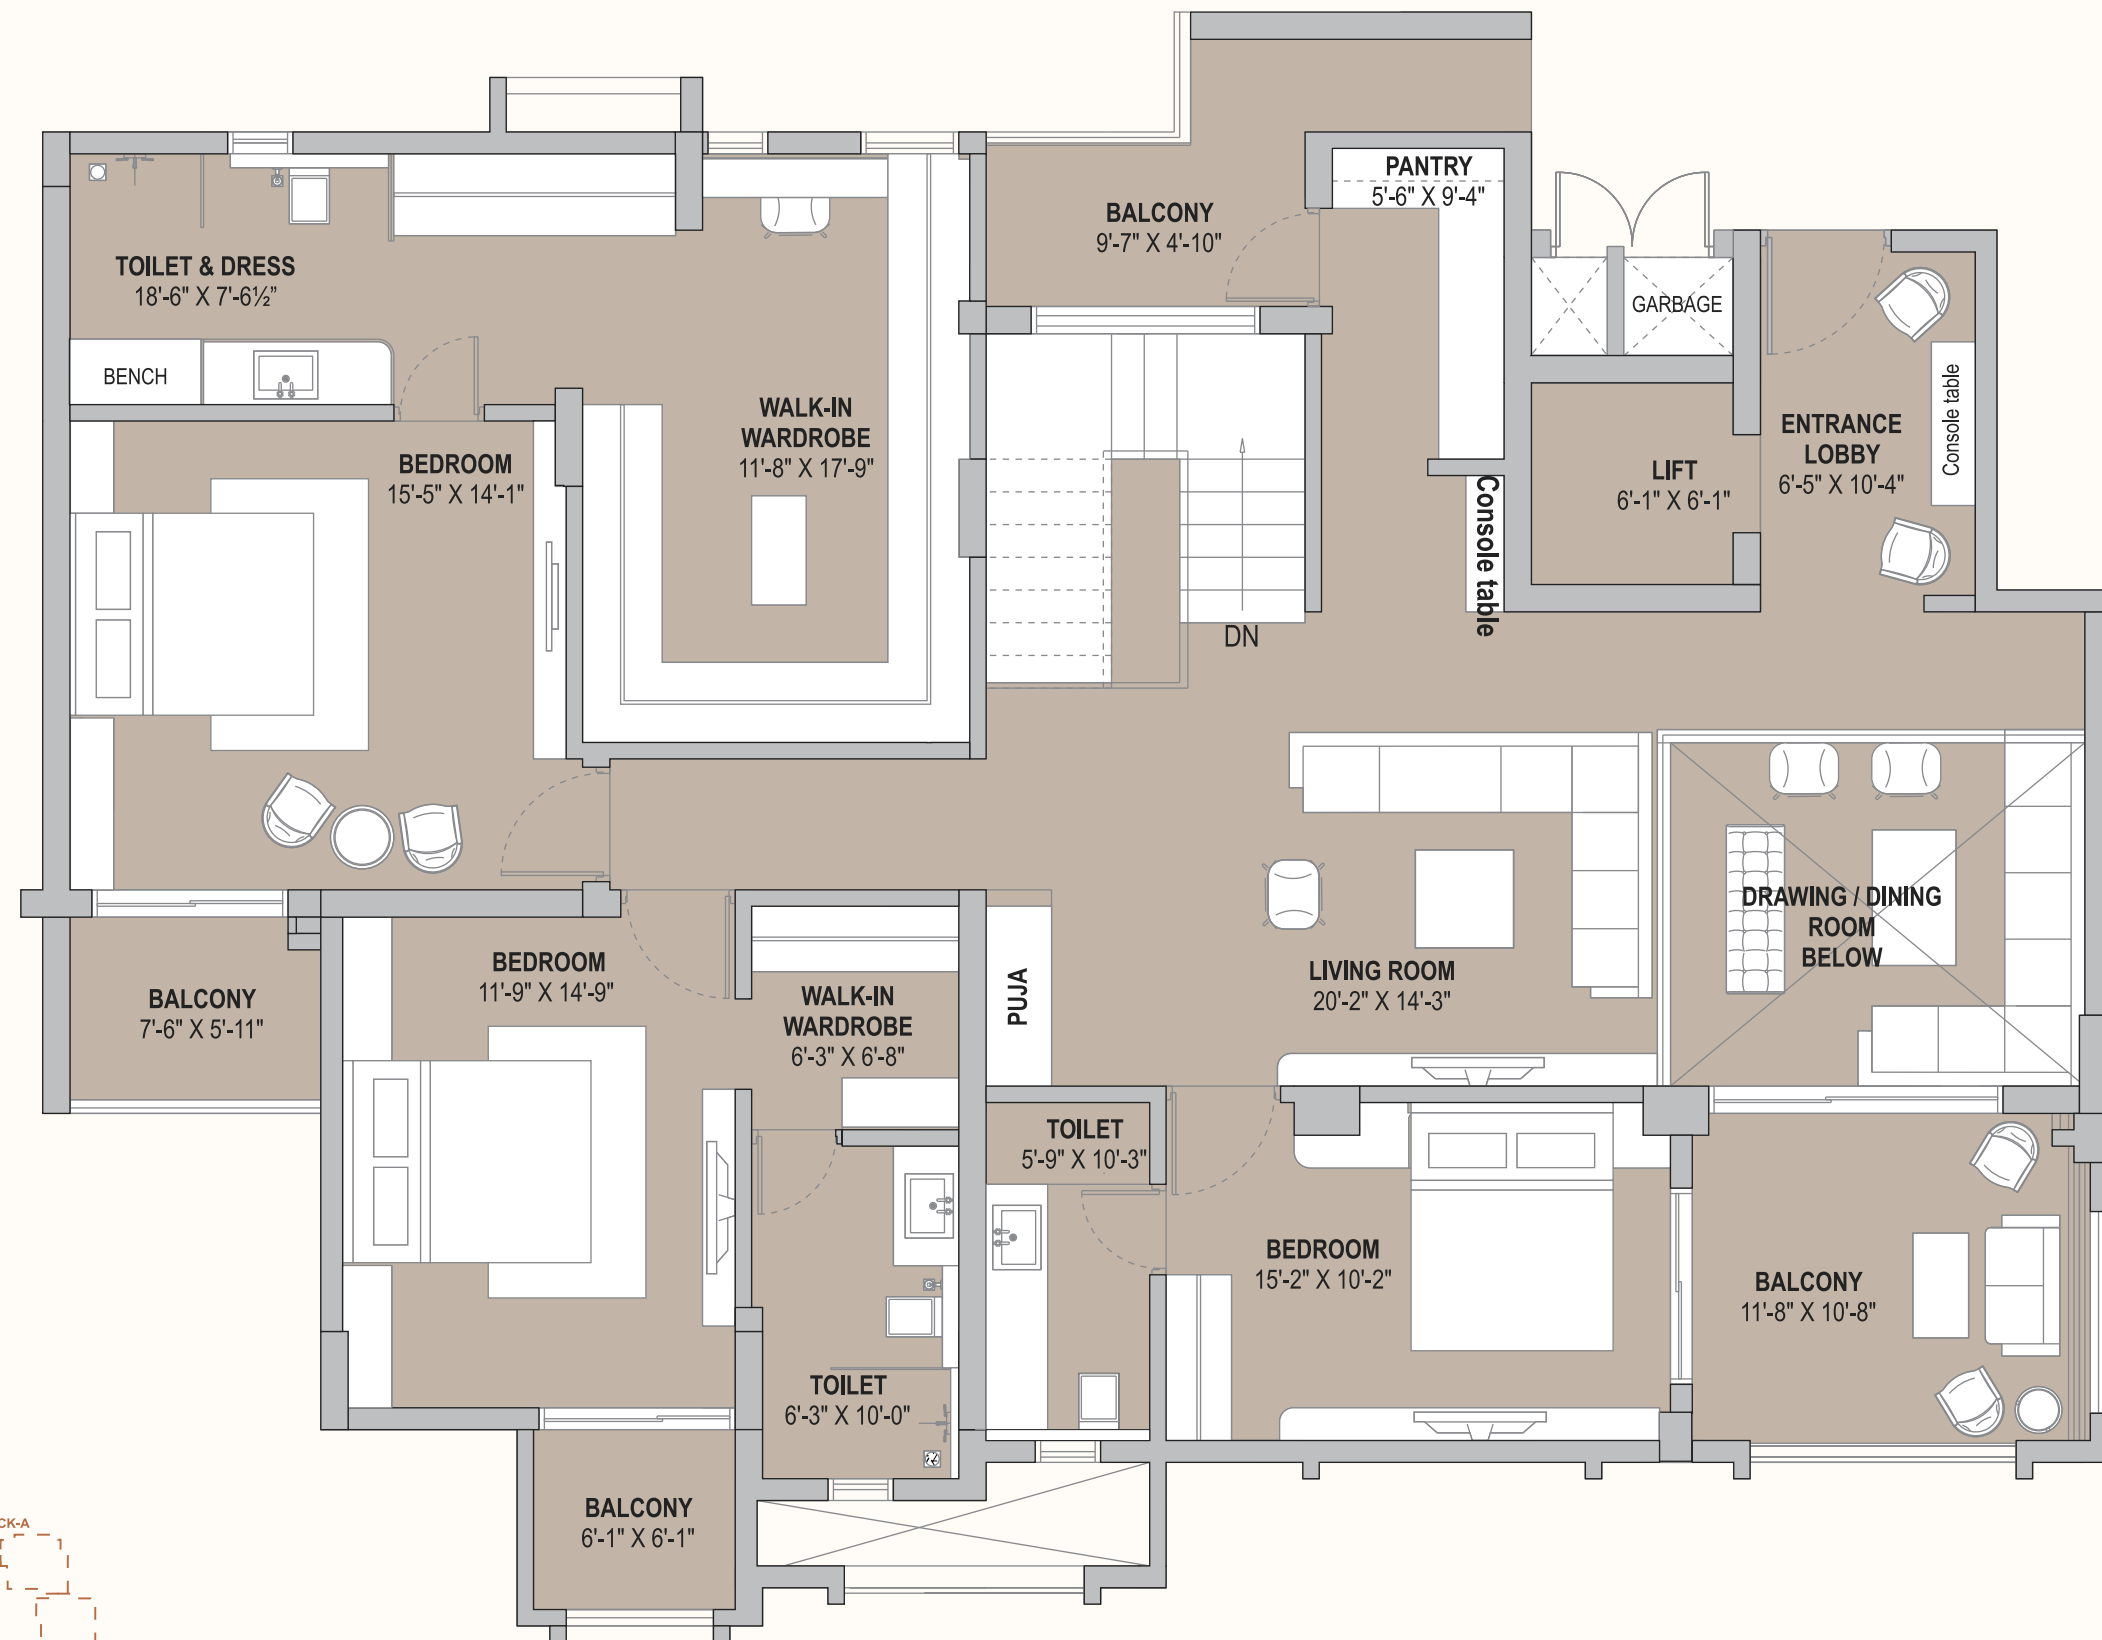 PANTRY
5'-6" X 9'-4"
BALCONY
9'-7" X 4'-10"
TOILET & DRESS
18'-6" X 7'-6½"
GARBAGE
BENCH
WALK-IN
WARDROBE
11'-8" X 17'-9"
ENTRANCE
LOBBY
6'-5" X 10'-4"
Console table
BEDROOM
15'-5" X 14'-1"
LIFT
6'-1" X 6'-1"
Console table
DN
DRAWING / DINING
ROOM
BELOW
BEDROOM
11'-9" X 14'-9"
LIVING ROOM
20'-2" X 14'-3"
PUJA
BALCONY
7'-6" X 5'-11"
WALK-IN
WARDROBE
6'-3" X 6'-8"
TOILET
5'-9" X 10'-3"
BEDROOM
15'-2" X 10'-2"
BALCONY
11'-8" X 10'-8"
TOILET
6'-3" X 10'-0"
BALCONY
6'-1" X 6'-1"
CK-A